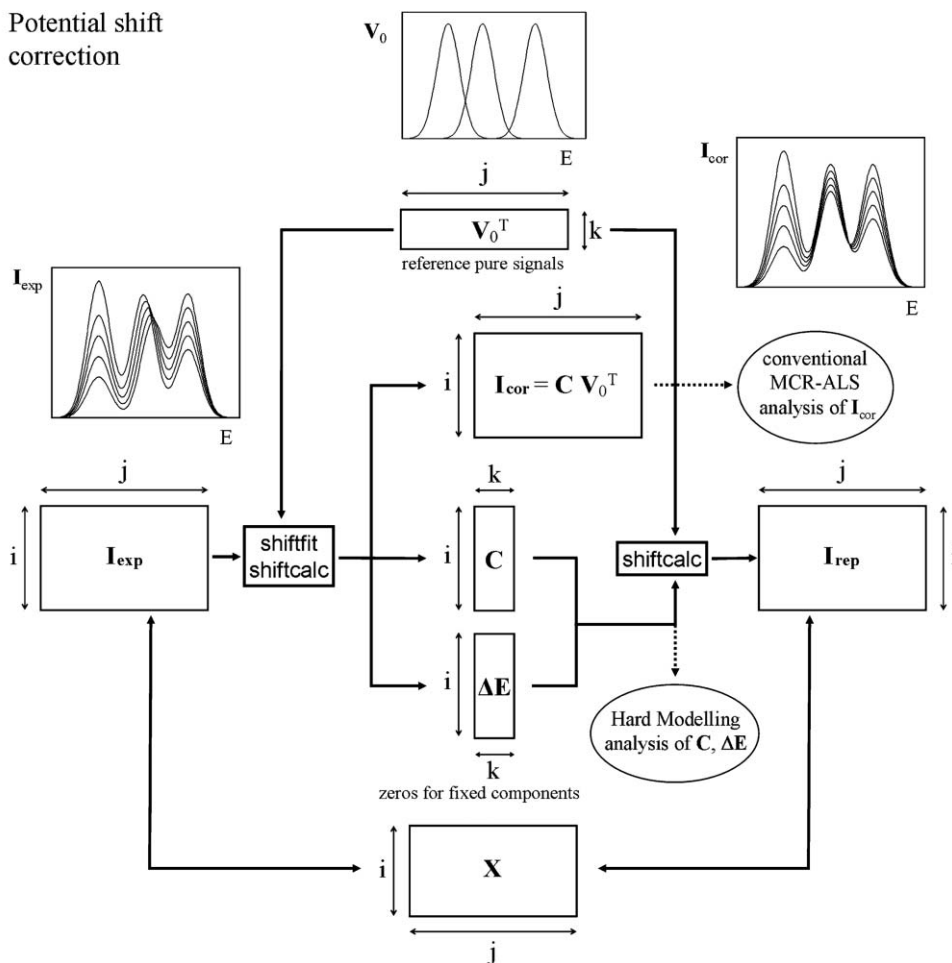 Potential shift
correction
V0
E
j
V0T
k
reference pure signals
Icor
E
Iexp
E
j
i
Icor = C V0T
conventional
MCR-ALS
analysis of Icor
j
i
Iexp
shiftfit
shiftcalc
k
i
C
shiftcalc
j
Irep
i
ΔE
k
zeros for fixed components
Hard Modelling
analysis of C, ΔE
i
X
j